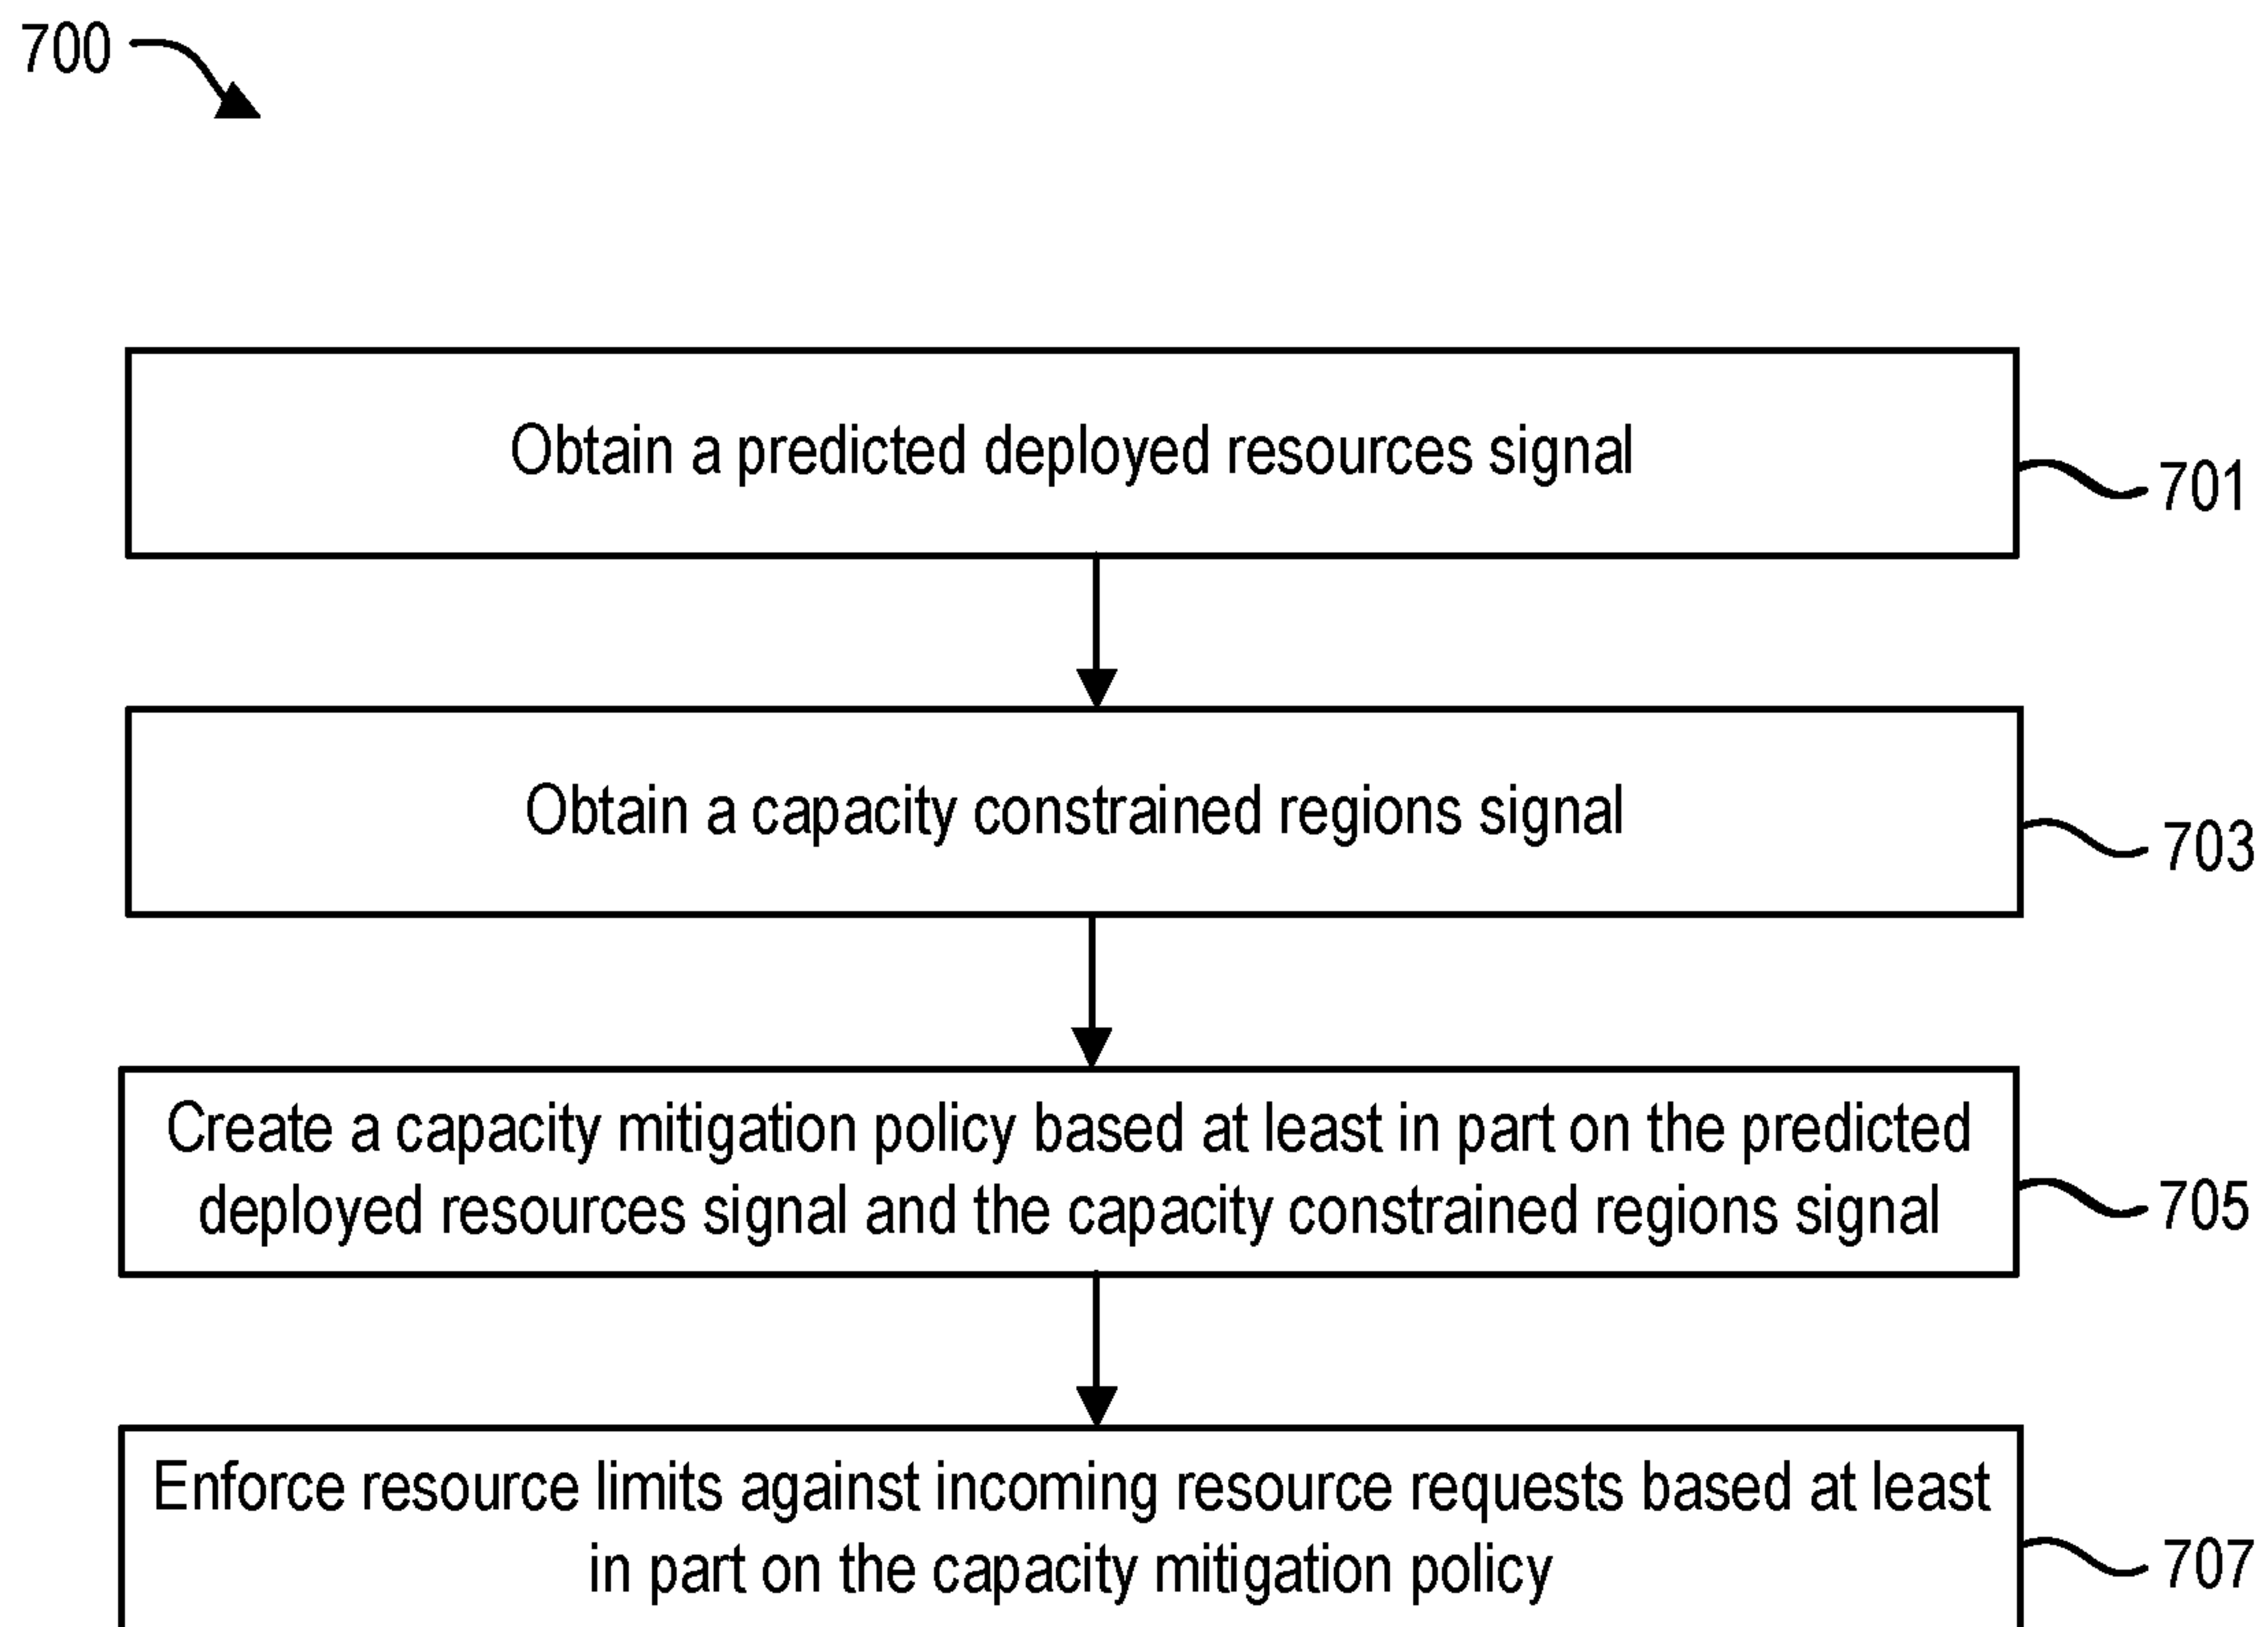 700
Obtain a predicted deployed resources signal
701
Obtain a capacity constrained regions signal
703
Create a capacity mitigation policy based at least in part on the predicted
deployed resources signal and the capacity constrained regions signal
705
Enforce resource limits against incoming resource requests based at least
in part on the capacity mitigation policy
707